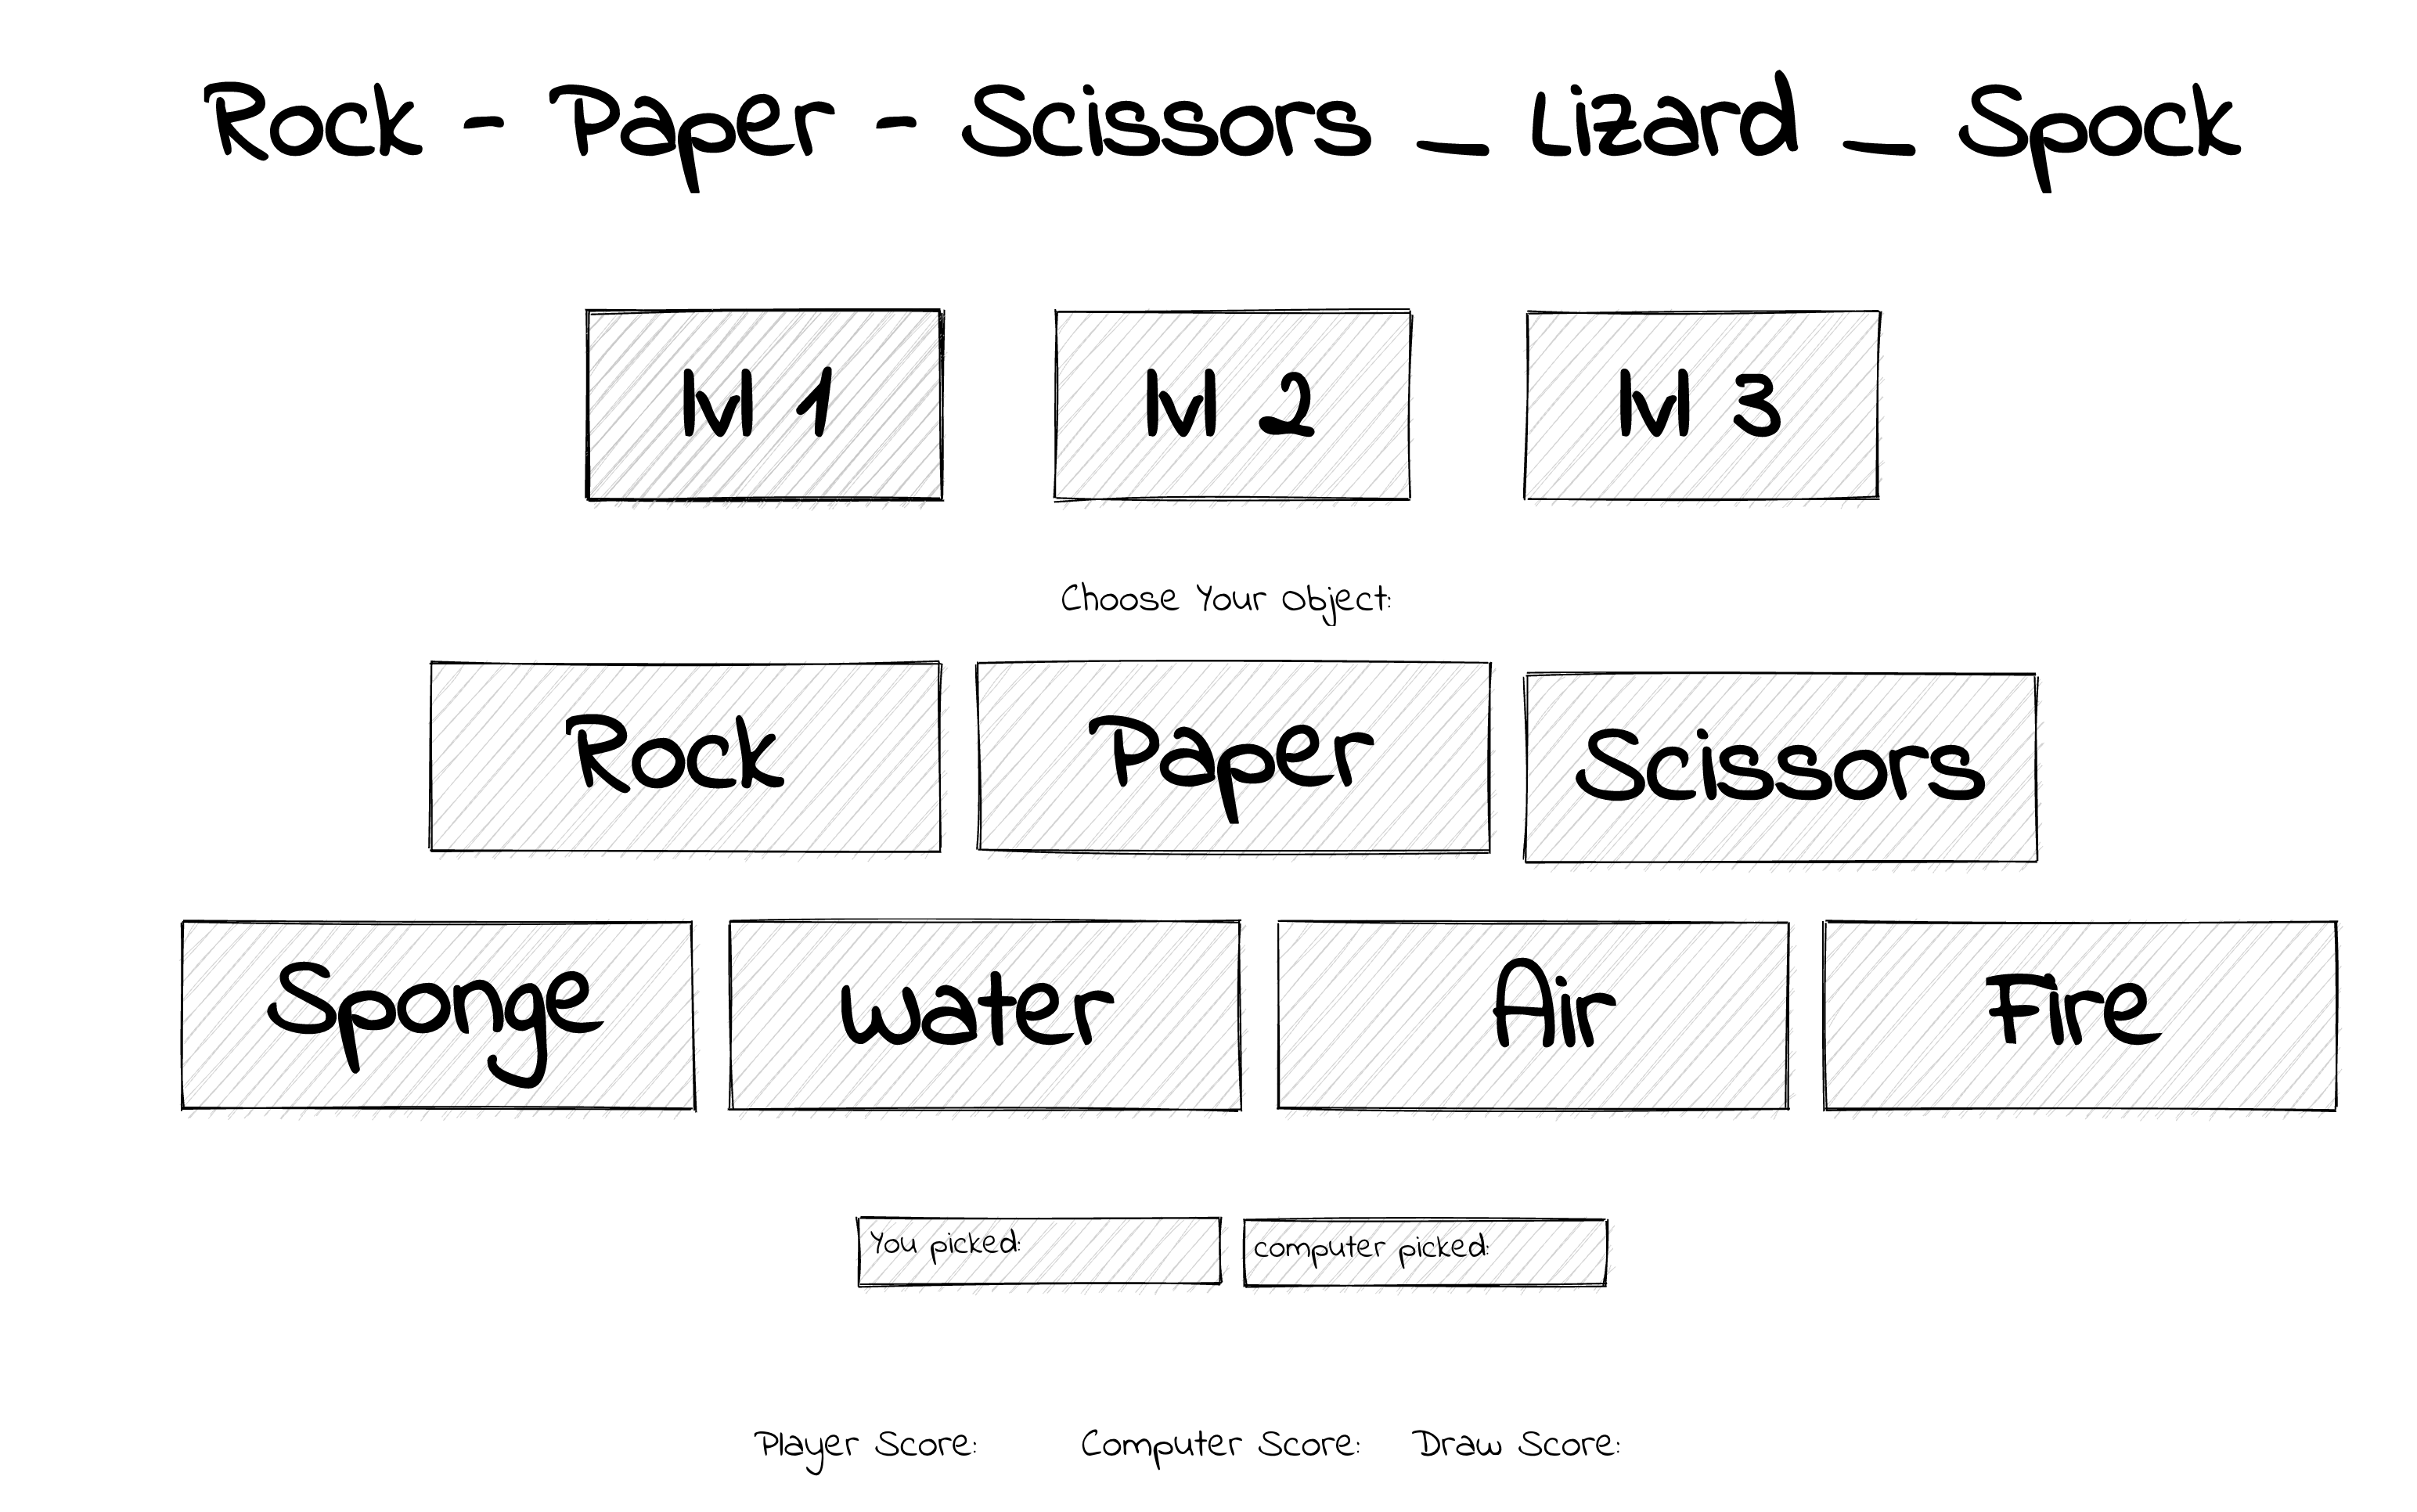 Rock - Paper - Scissors _ Lizard _ Spock
lvl 1
lvl 2
lvl 3
Choose Your Object:
Rock
Paper
Scissors
Sponge
Water
Air
Fire
You picked:
computer picked:
Player Score:
Computer Score:
Draw Score: